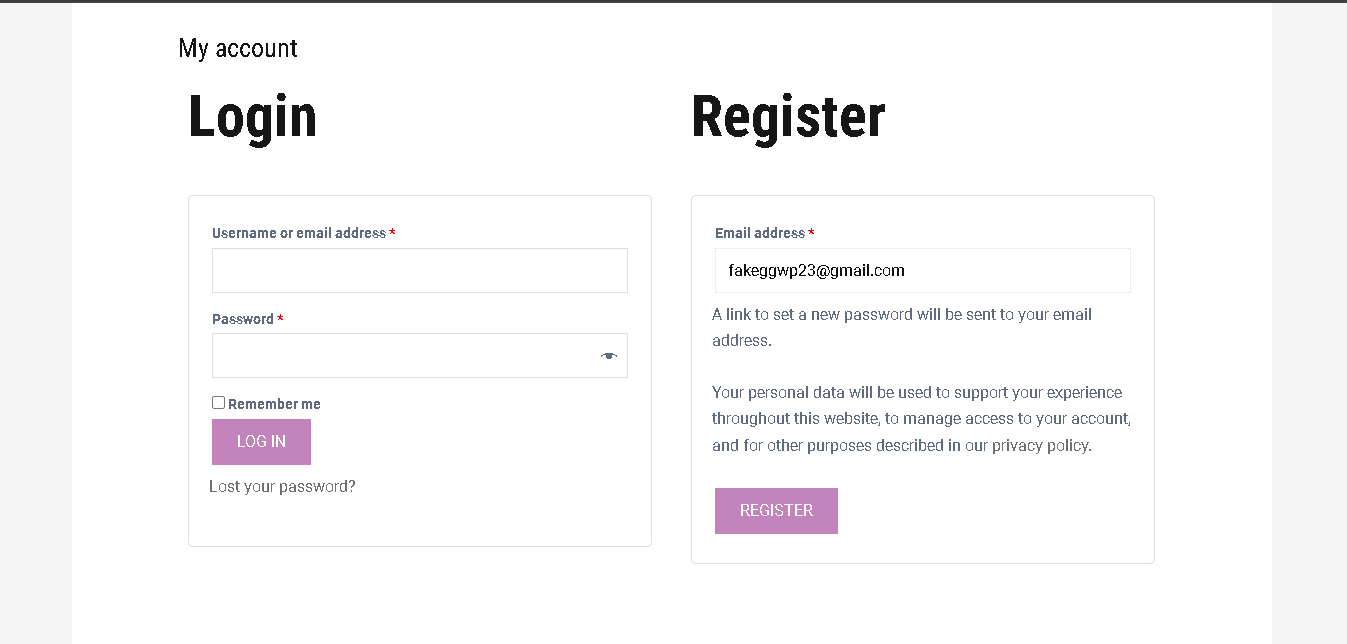 My account
Login
Username or email address *
Password *
Remember me
LOG IN
Lost your password?
Register
Email address *
fakeggwp23@gmail.com
A link to set a new password will be sent to your email
address.
Your personal data will be used to support your experience
throughout this website, to manage access to your account,
and for other purposes described in our privacy policy.
REGISTER